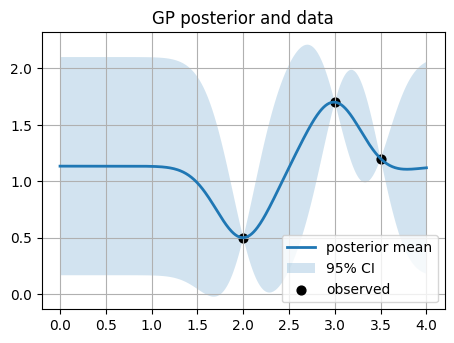 GP posterior and data
2.0
1.5
1.0
0.5
0.0
posterior mean
95% CI
observed
0.0 0.5 1.0 1.5 2.0 2.5 3.0 3.5 4.0